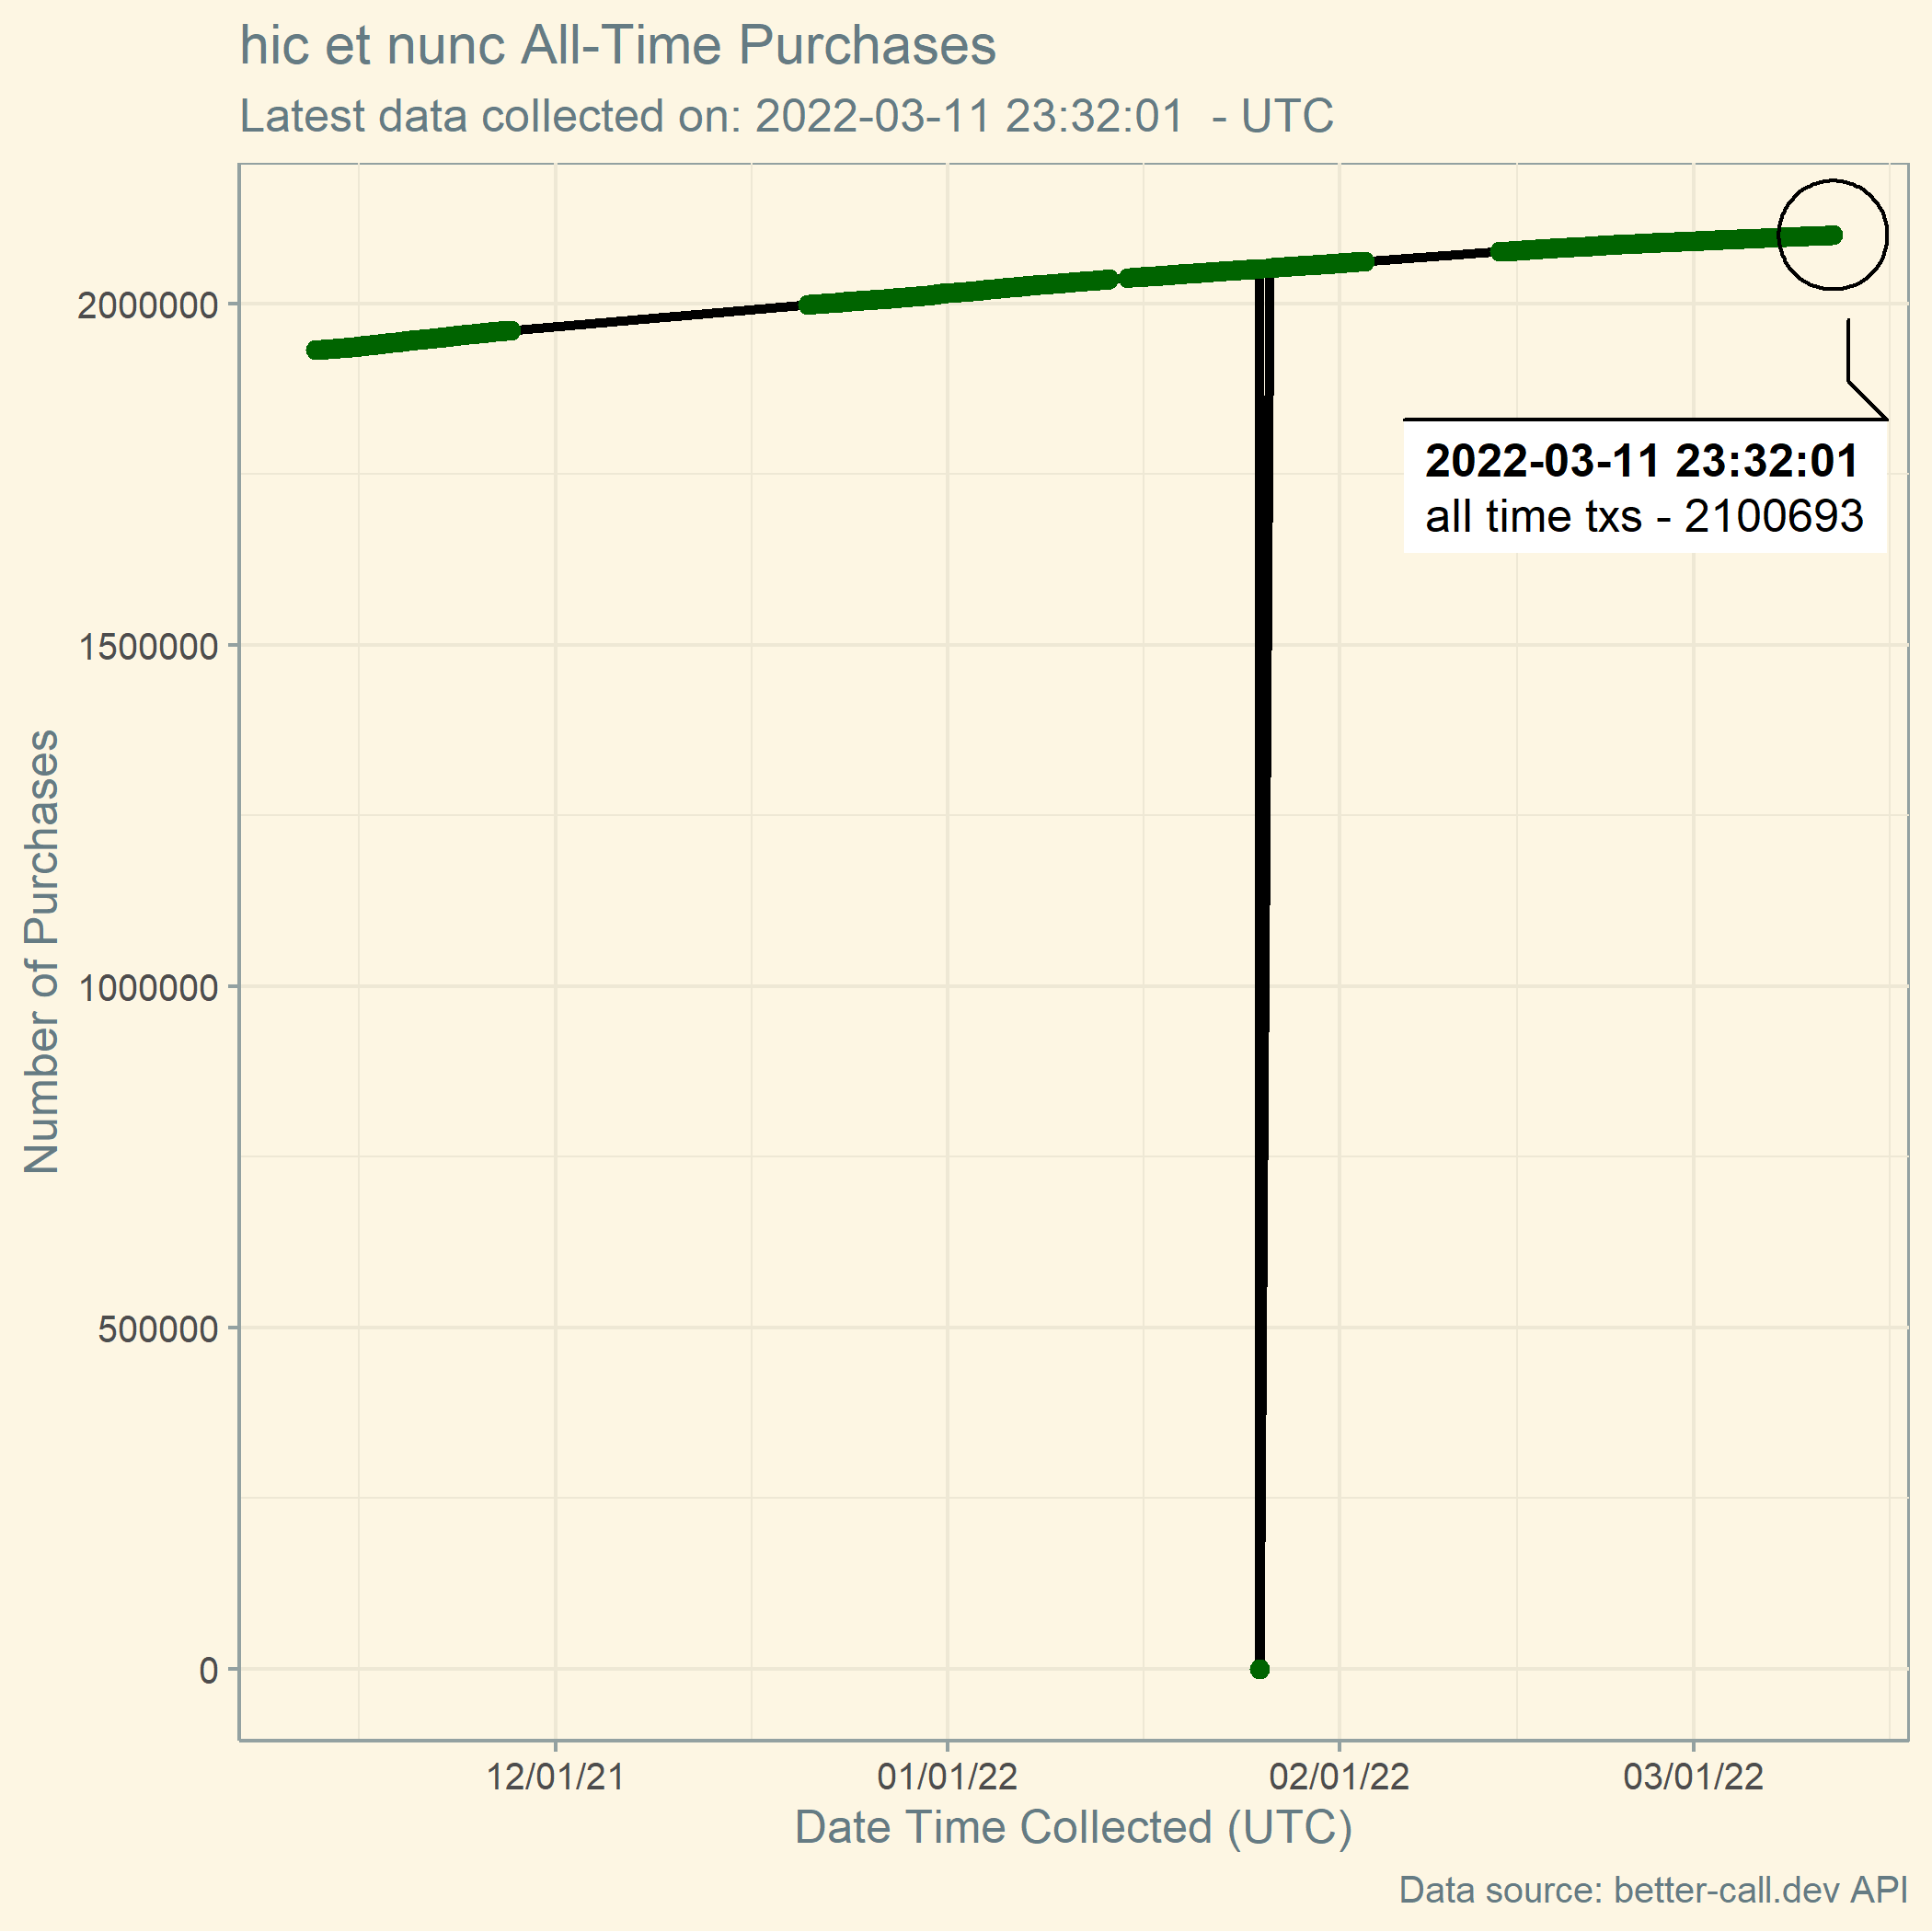 hic et nunc All-Time Purchases
Latest data collected on: 2022-03-11 23:32:01  - UTC
2000000
1500000
1000000
500000
0
Number of Purchases
2022-03-11 23:32:01
all time txs - 2100693
12/01/21
01/01/22
02/01/22
03/01/22
Date Time Collected (UTC)
Data source: better-call.dev API